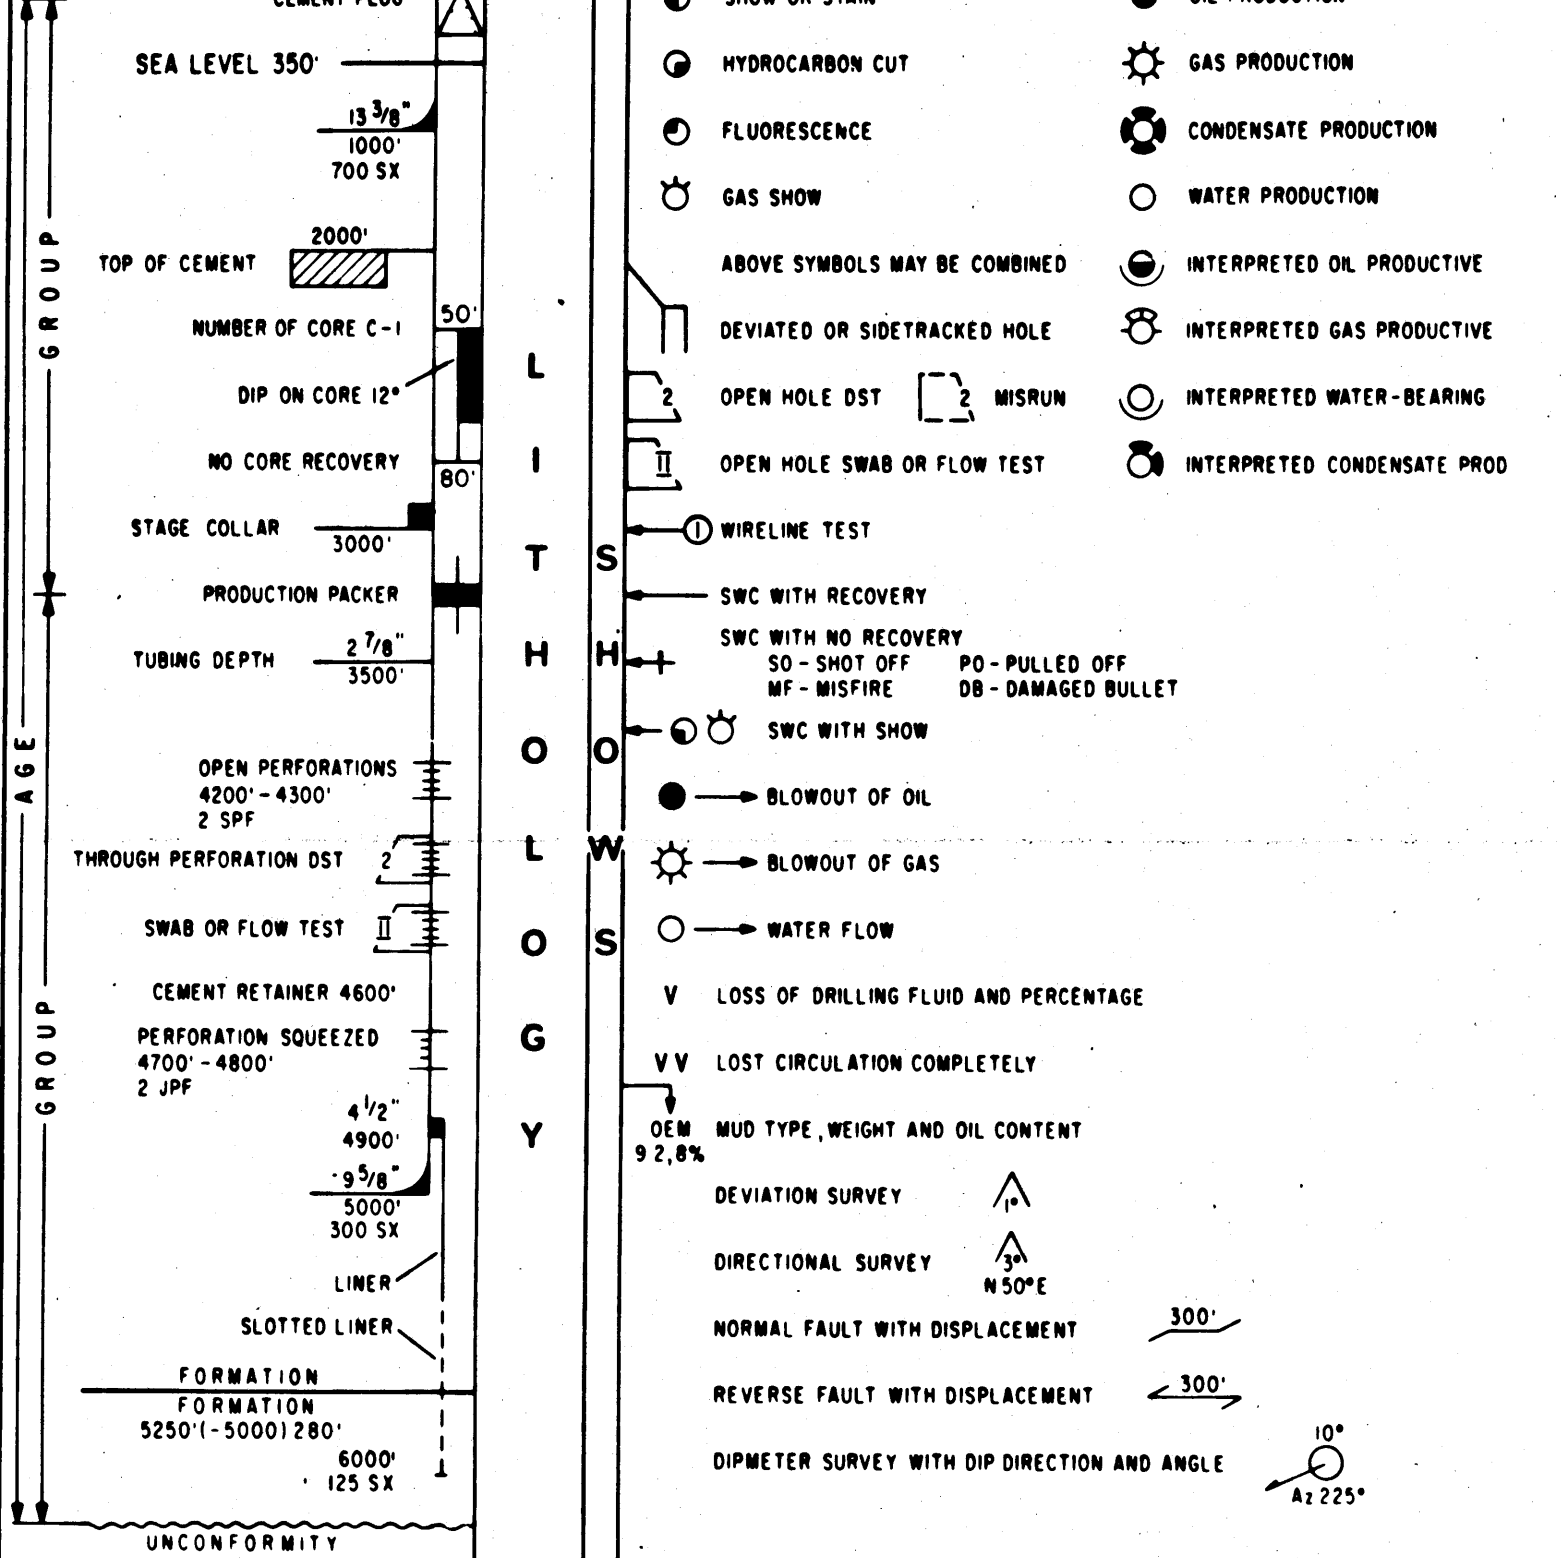 CEMENT PLUG
SEA LEVEL 350'
13 3/8"
1000'
700 SX
2000'
TOP OF CEMENT
50'
NUMBER OF CORE C-1
DIP ON CORE 12°
NO CORE RECOVERY
80'
STAGE COLLAR
3000'
PRODUCTION PACKER
2 7/8"
TUBING DEPTH
3500'
OPEN PERFORATIONS
4200'-4300'
2 SPF
THROUGH PERFORATION DST 2
SWAB OR FLOW TEST II
CEMENT RETAINER 4600'
PERFORATION SQUEEZED
4700'-4800'
2 JPF
4 1/2"
4900'
9 5/8"
5000'
300 SX
LINER
SLOTTED LINER
FORMATION
FORMATION
5250'(-5000)280'
6000'
125 SX
UNCONFORMITY
AGE
GROUP
GROUP
LITHOLOGY
SHOWS
SHOW OR STAIN
HYDROCARBON CUT
FLUORESCENCE
GAS SHOW
ABOVE SYMBOLS MAY BE COMBINED
DEVIATED OR SIDETRACKED HOLE
2 OPEN HOLE DST 2 MISRUN
II OPEN HOLE SWAB OR FLOW TEST
1 WIRELINE TEST
SWC WITH RECOVERY
SWC WITH NO RECOVERY
SO-SHOT OFF PO-PULLED OFF
MF-MISFIRE DB-DAMAGED BULLET
SWC WITH SHOW
BLOWOUT OF OIL
BLOWOUT OF GAS
WATER FLOW
V LOSS OF DRILLING FLUID AND PERCENTAGE
VV LOST CIRCULATION COMPLETELY
OEM MUD TYPE, WEIGHT AND OIL CONTENT
92,8%
DEVIATION SURVEY 1°
DIRECTIONAL SURVEY 3°
N50°E
NORMAL FAULT WITH DISPLACEMENT 300'
REVERSE FAULT WITH DISPLACEMENT 300'
10°
DIPMETER SURVEY WITH DIP DIRECTION AND ANGLE
Az 225°
OIL PRODUCTION
GAS PRODUCTION
CONDENSATE PRODUCTION
WATER PRODUCTION
INTERPRETED OIL PRODUCTIVE
INTERPRETED GAS PRODUCTIVE
INTERPRETED WATER-BEARING
INTERPRETED CONDENSATE PROD